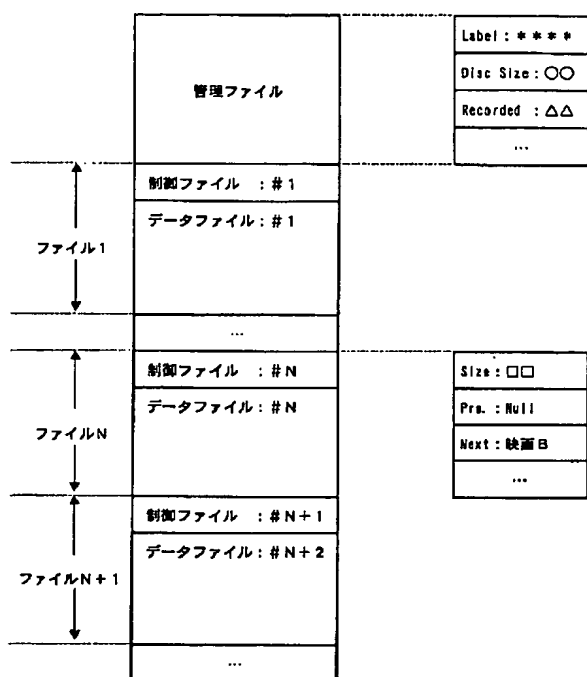 管理ファイル
Label : ****
Disc Size : ○○
Recorded : △△
...
制御ファイル : #1
データファイル : #1
ファイル1
...
制御ファイル : #N
データファイル : #N
ファイルN
Size : □□
Pre. : Null
Next : 映画B
...
制御ファイル : #N+1
データファイル : #N+2
ファイルN+1
...